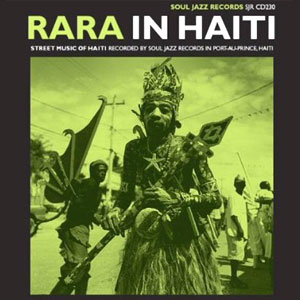 SOUL JAZZ RECORDS SJR CD230
RARA IN HAITI
STREET MUSIC OF HAITI RECORDED BY SOUL JAZZ RECORDS IN PORT-AU-PRINCE, HAITI